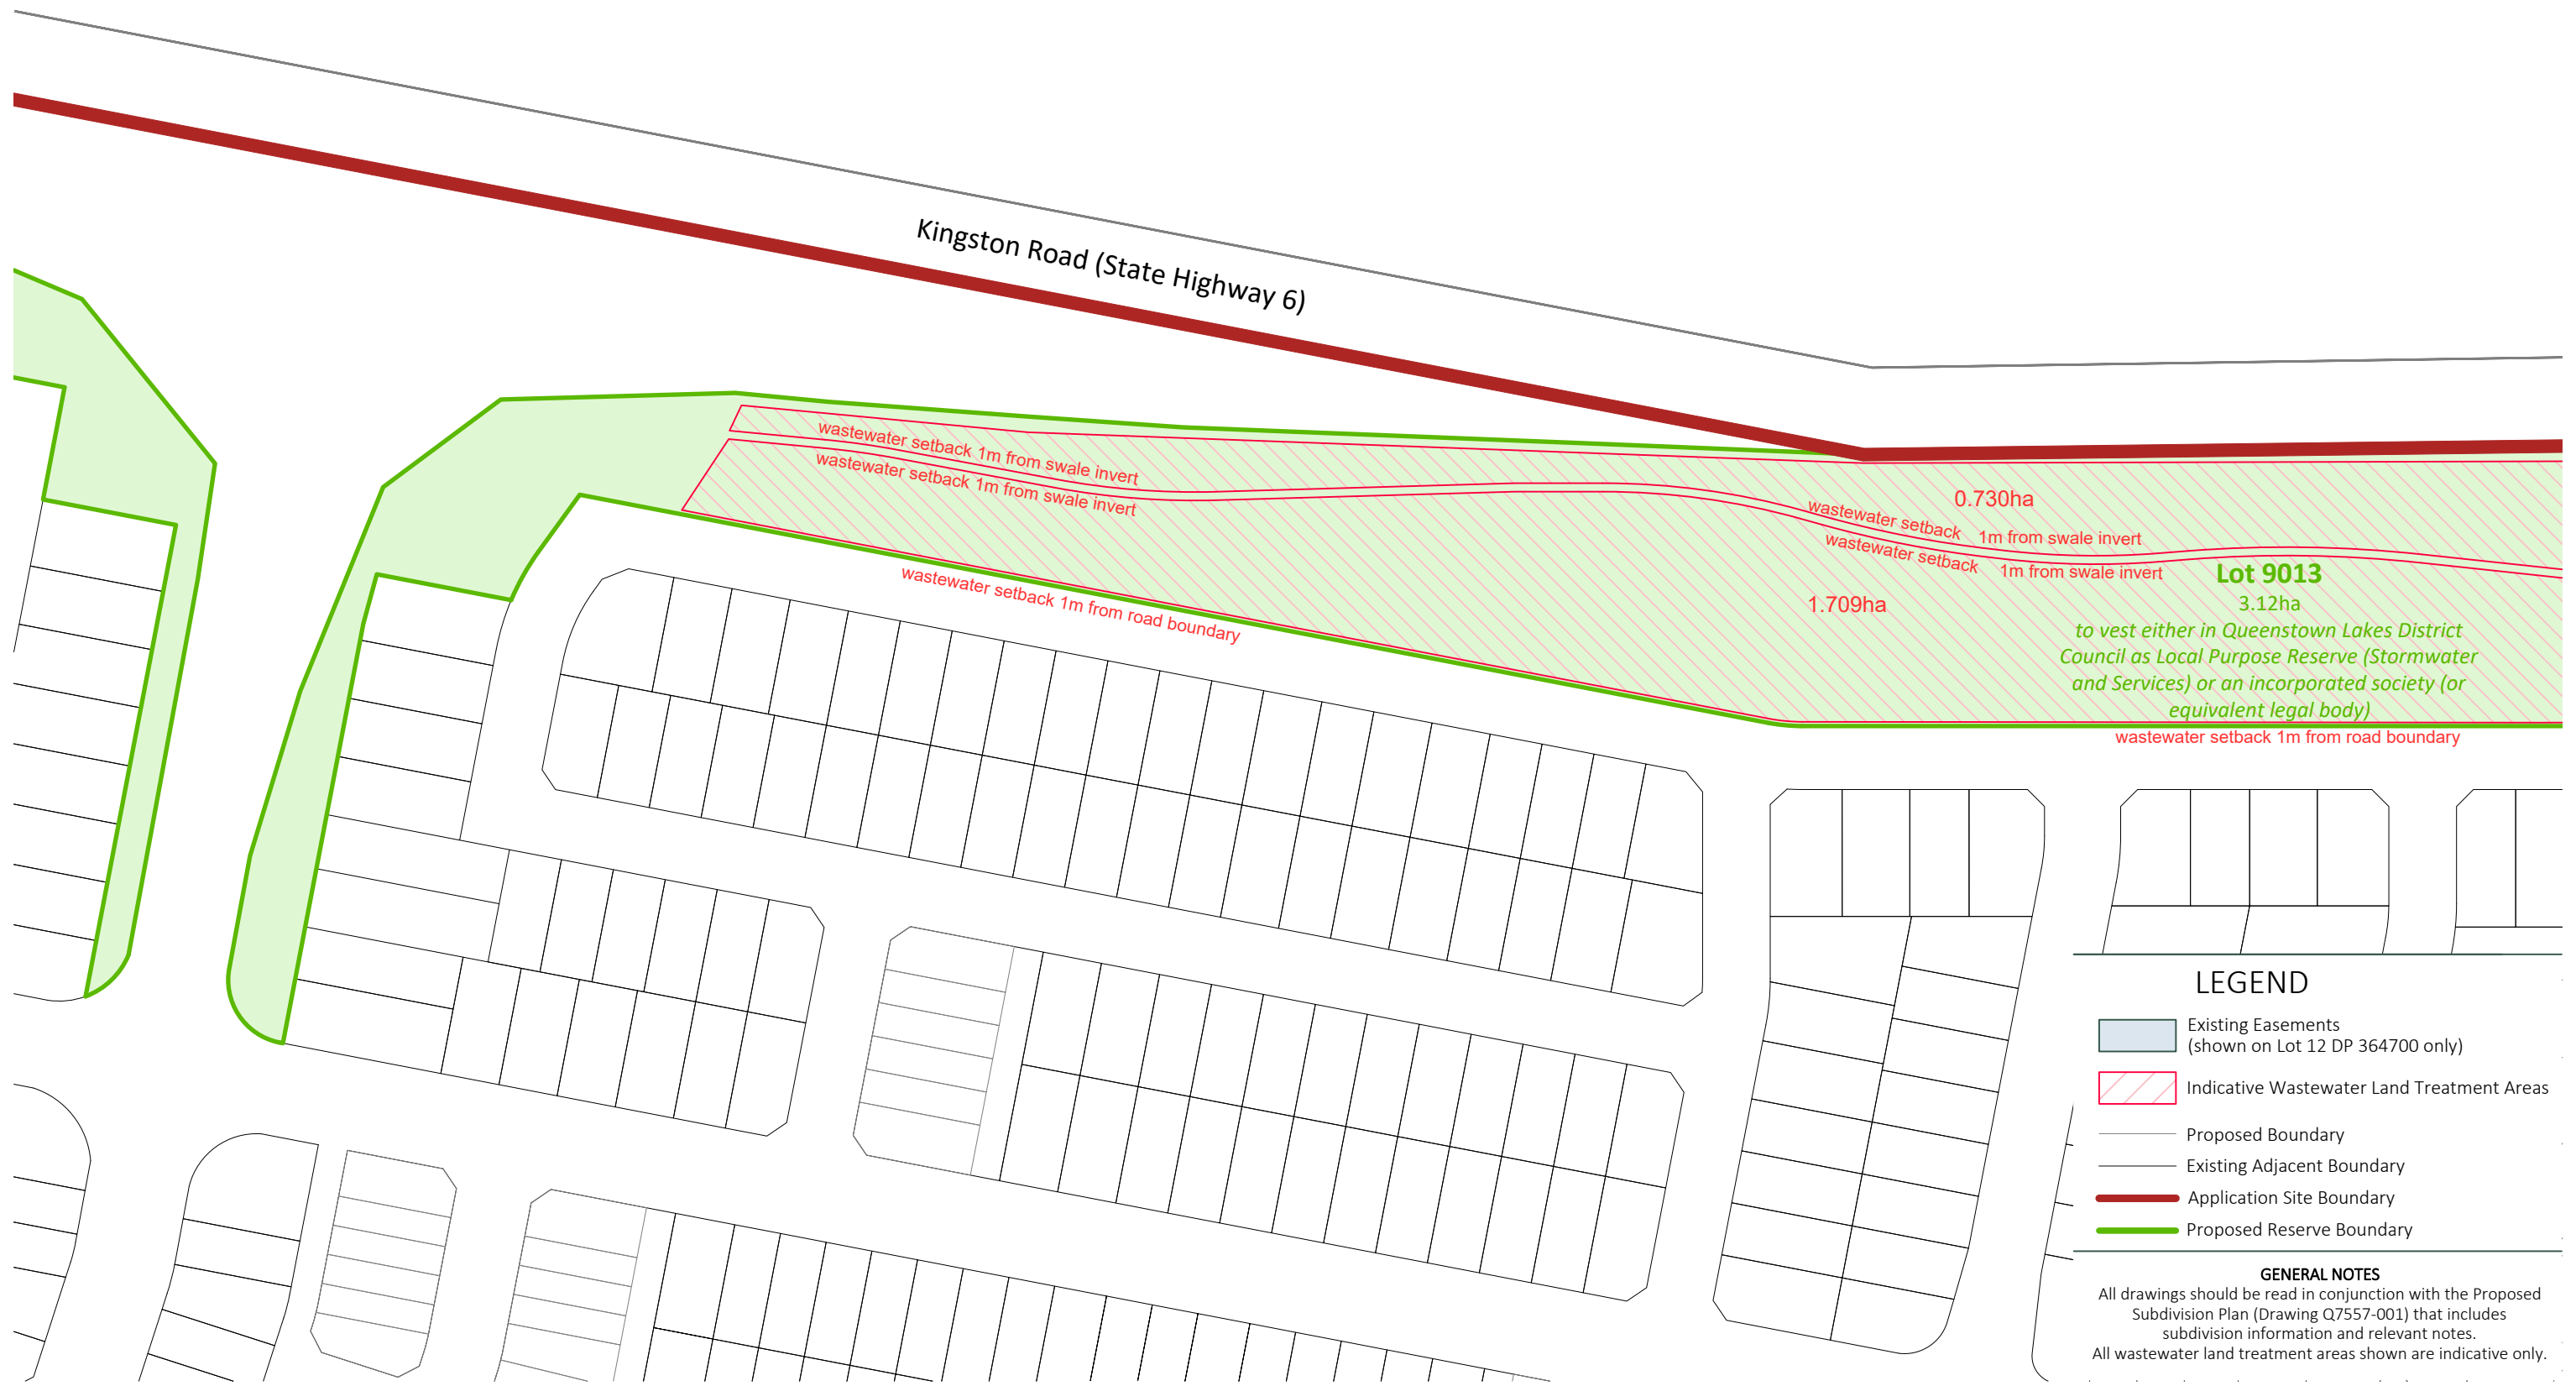 Kingston Road (State Highway 6)
wastewater setback 1m from swale invert
wastewater setback 1m from swale invert
0.730ha
wastewater setback 1m from swale invert
wastewater setback 1m from swale invert
wastewater setback 1m from road boundary
1.709ha
Lot 9013
3.12ha
to vest either in Queenstown Lakes District
Council as Local Purpose Reserve (Stormwater
and Services) or an incorporated society (or
equivalent legal body)
wastewater setback 1m from road boundary
LEGEND
Existing Easements
(shown on Lot 12 DP 364700 only)
Indicative Wastewater Land Treatment Areas
Proposed Boundary
Existing Adjacent Boundary
Application Site Boundary
Proposed Reserve Boundary
GENERAL NOTES
All drawings should be read in conjunction with the Proposed
Subdivision Plan (Drawing Q7557-001) that includes
subdivision information and relevant notes.
All wastewater land treatment areas shown are indicative only.